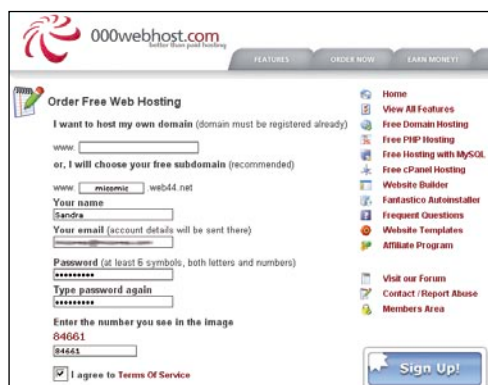 000webhost.com
better than paid hosting
FEATURES
ORDER NOW
EARN MONEY!
Order Free Web Hosting
I want to host my own domain (domain must be registered already)
www.
or, I will choose your free subdomain (recommended)
www. micomic .web44.net
Your name
Sandra
Your email (account details will be sent there)
Password (at least 6 symbols, both letters and numbers)
•••••••••
Type password again
•••••••••
Enter the number you see in the image
84661
84661
I agree to Terms Of Service
Home
View All Features
Free Domain Hosting
Free PHP Hosting
Free Hosting with MySQL
Free cPanel Hosting
Website Builder
Fantastico Autoinstaller
Frequent Questions
Website Templates
Affiliate Program
Visit our Forum
Contact / Report Abuse
Members Area
Sign Up!